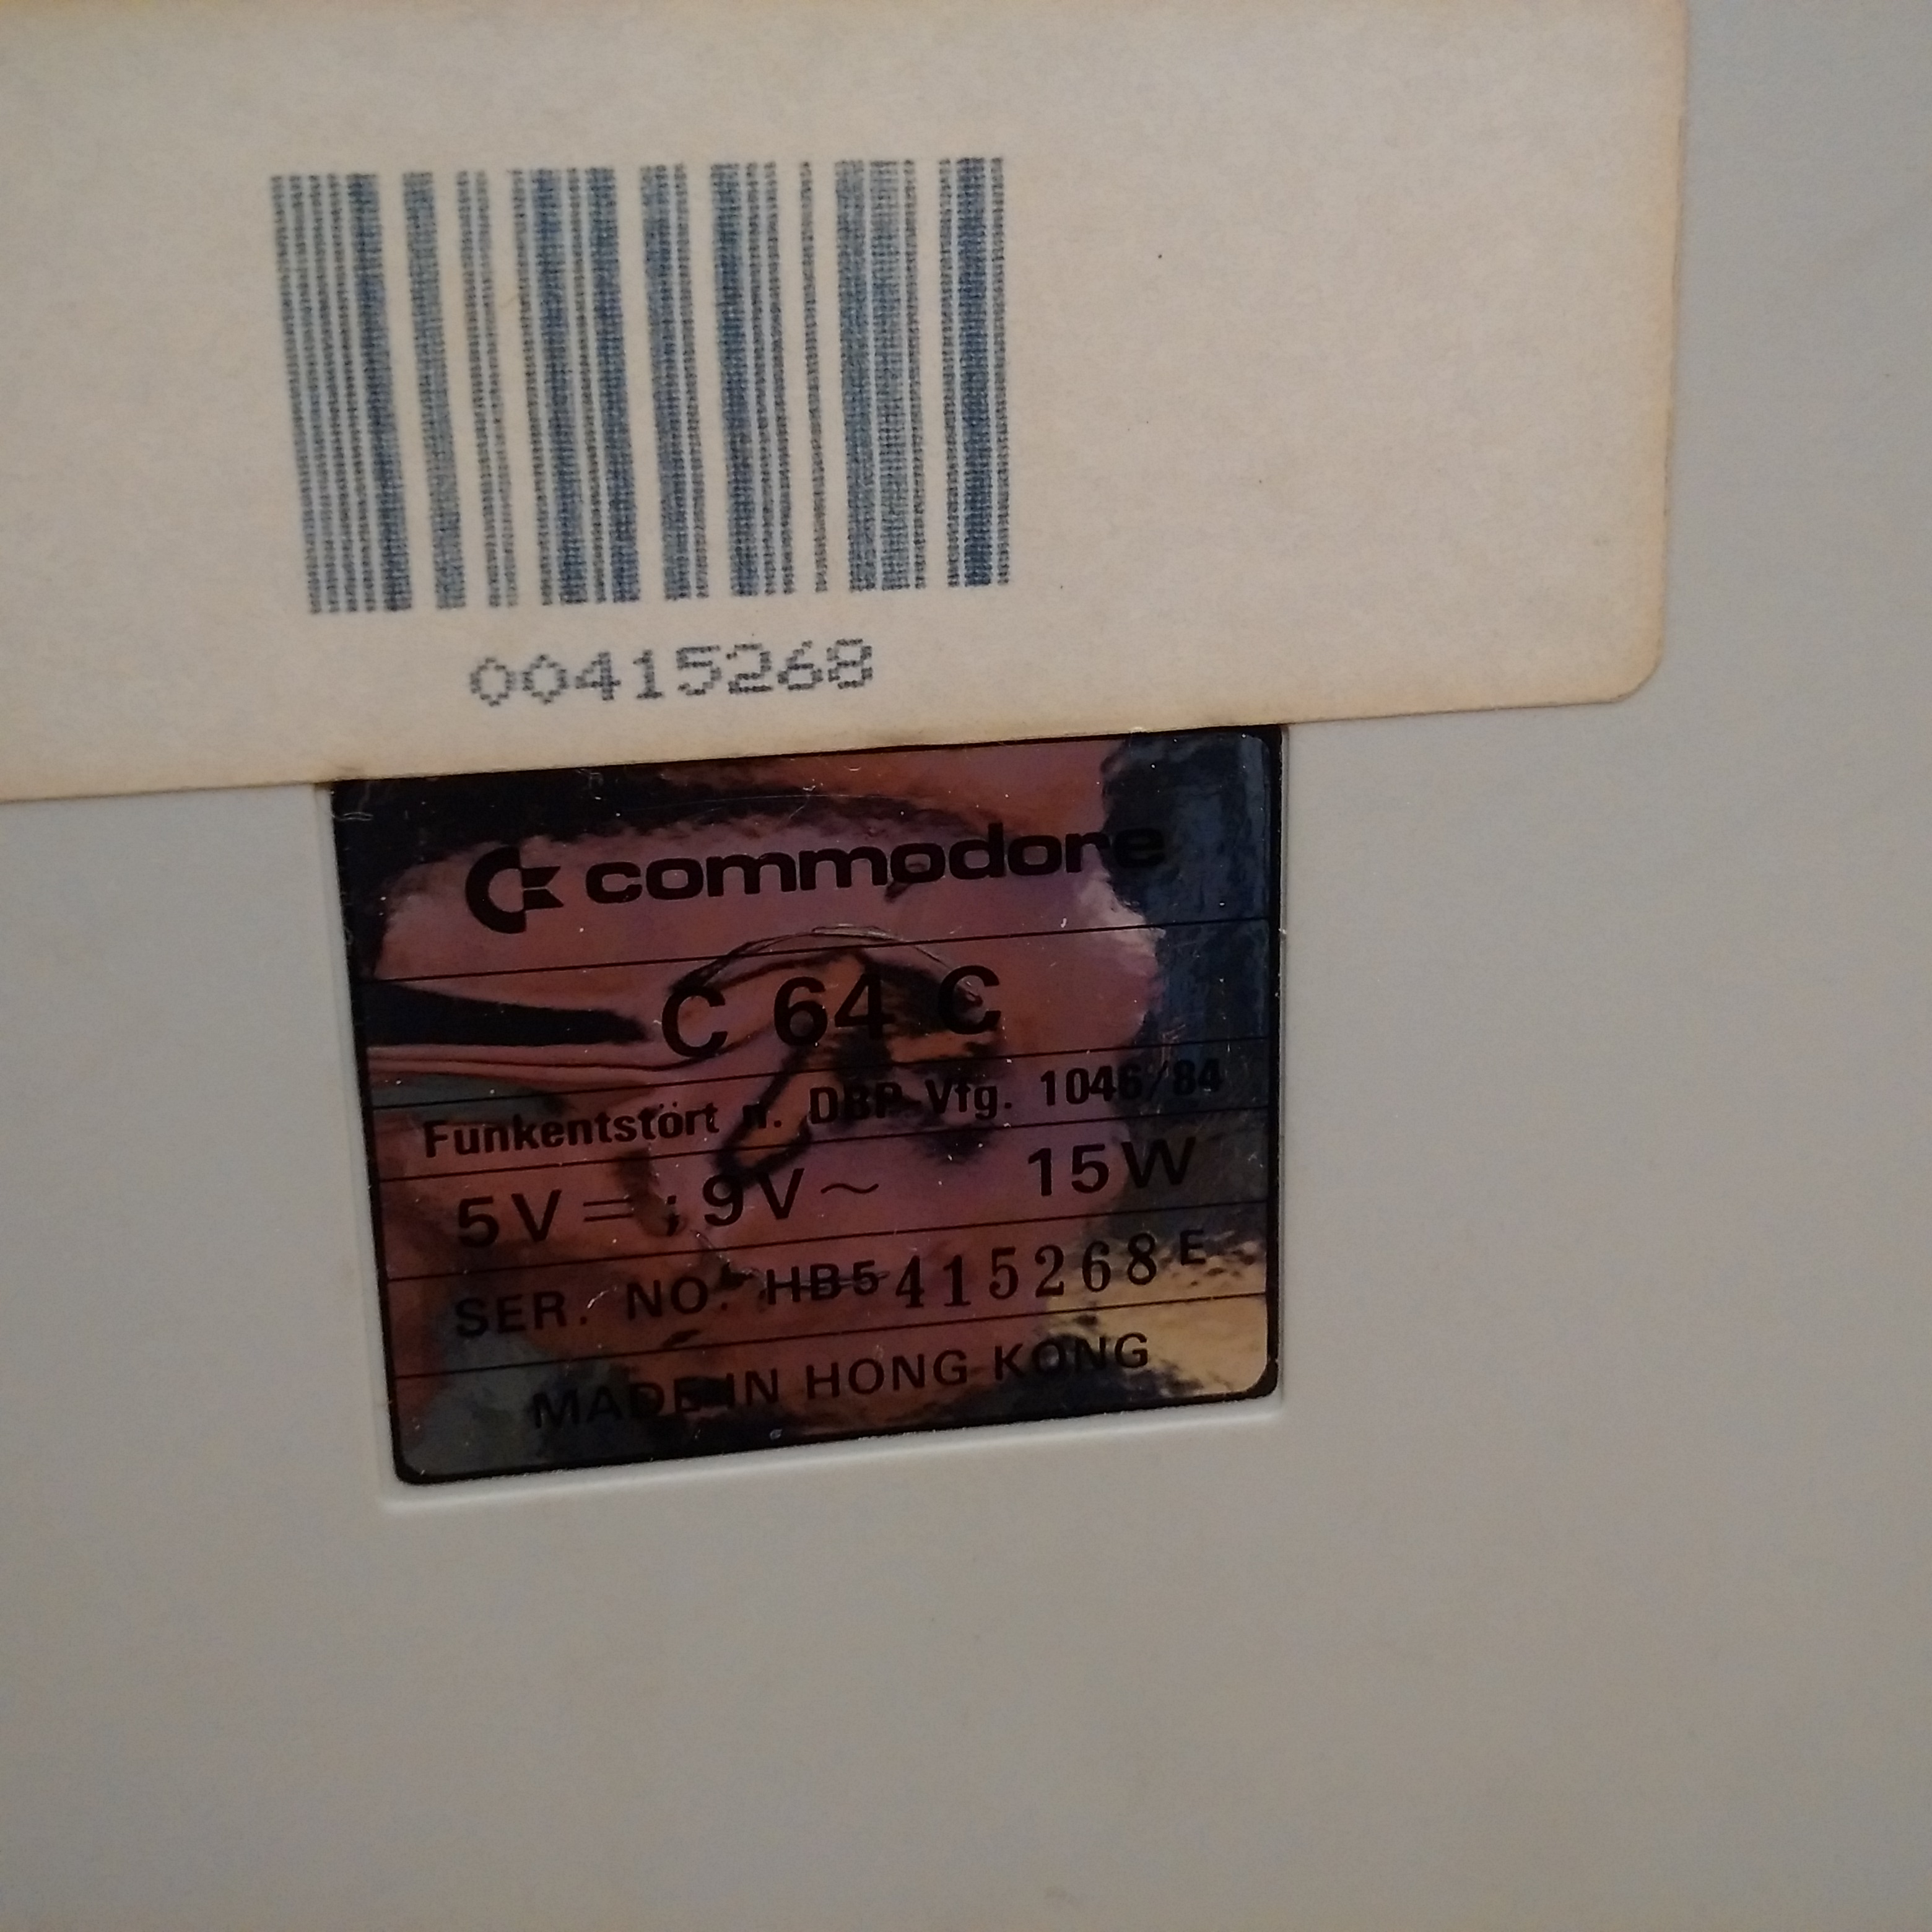 00415268
commodore
C 64 C
Funkentstört n. DBP-Vfg. 1046/84
5V= ; 9V~ 15W
SER. NO. HB5 415268 E
MADE IN HONG KONG